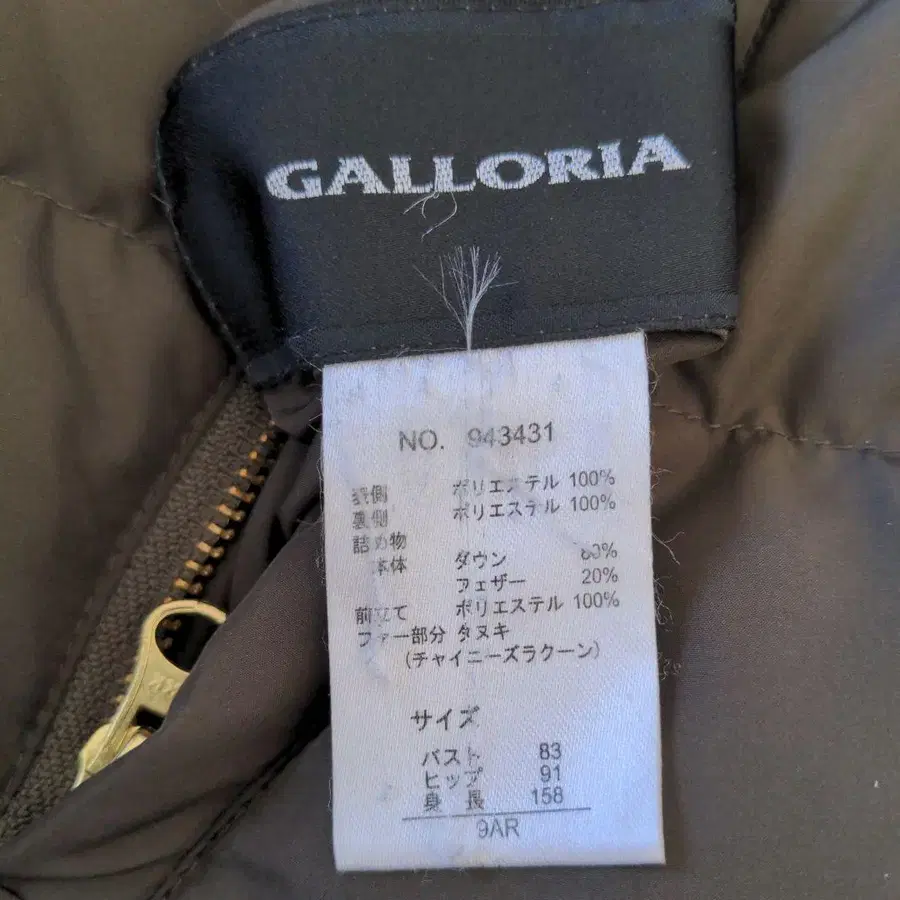 GALLORIA
NO. 943431
表側 ポリエステル 100%
裏側 ポリエステル 100%
詰め物
本体 ダウン 80%
フェザー 20%
前立て ポリエステル 100%
ファー部分 タヌキ
(チャイニーズラクーン)
サイズ
バスト 83
ヒップ 91
身長 158
9AR